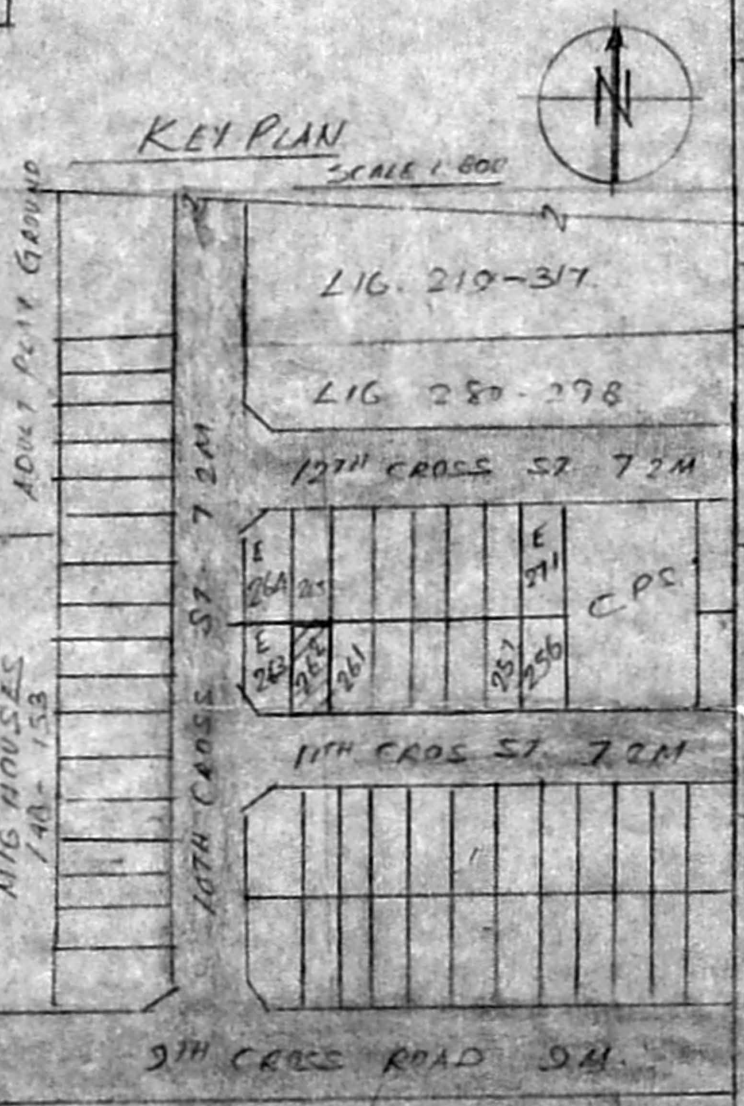 N
KEY PLAN
SCALE 1:800
ADULT PLAY GROUND
LIG. 219-317
LIG 280-298
12TH CROSS ST 7.2M
10TH CROSS ST. 7.2M
E 264
265
E 271
CPS
E 263
262
261
257
256
11TH CROS ST. 7.2M
MIG HOUSES
148-153
9TH CROSS ROAD 9M.